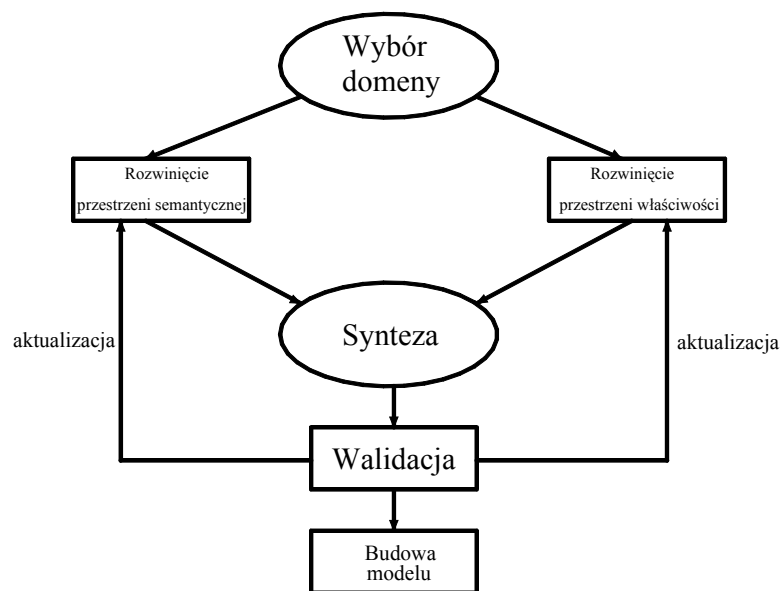 Wybór
domeny
Rozwinięcie
przestrzeni semantycznej
Rozwinięcie
przestrzeni właściwości
Synteza
aktualizacja
aktualizacja
Walidacja
Budowa
modelu